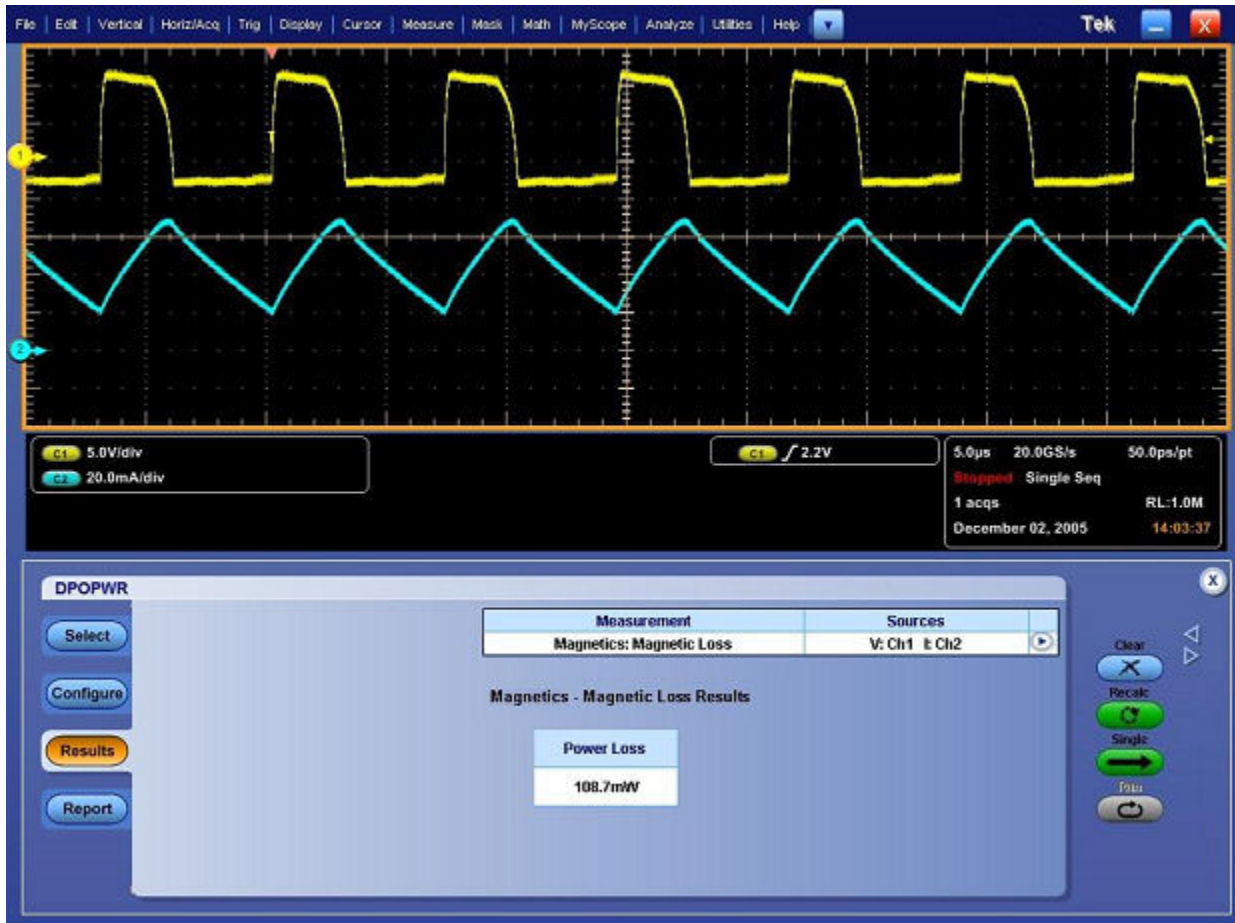 File | Edit | Vertical | Horiz/Acq | Trig | Display | Cursor | Measure | Mask | Math | MyScope | Analyze | Utilities | Help
Tek
X
1
T
2
C1 5.0V/div
C2 20.0mA/div
C1 2.2V
5.0µs 20.0GS/s 50.0ps/pt
Stopped Single Seq
1 acqs RL:1.0M
December 02, 2005 14:03:37
DPOPWR
X
Select
Configure
Results
Report
Measurement Sources
Magnetics: Magnetic Loss V: Ch1 I: Ch2
Magnetics - Magnetic Loss Results
Power Loss
108.7mW
Clear
Recalc
Single
Run